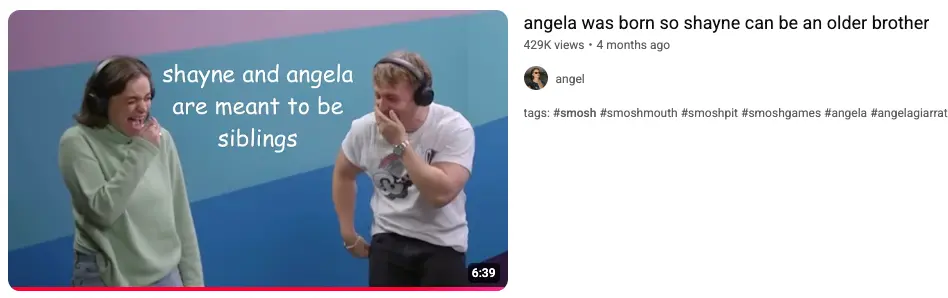 shayne and angela
are meant to be
siblings
6:39
angela was born so shayne can be an older brother
429K views • 4 months ago
angel
tags: #smosh #smoshmouth #smoshpit #smoshgames #angela #angelagiarrat